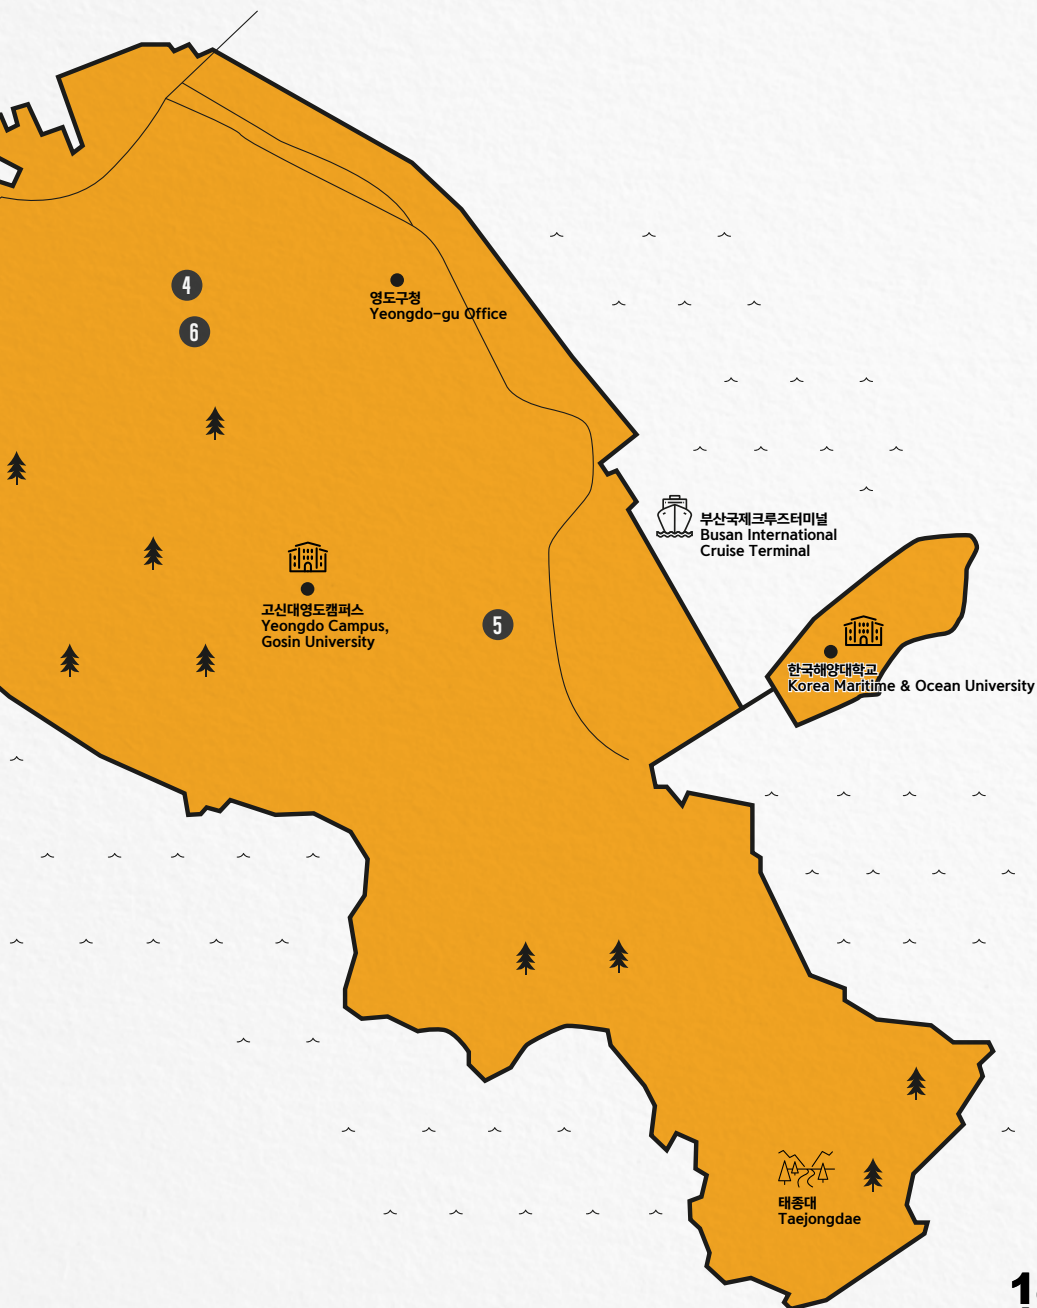 4
6
영도구청
Yeongdo-gu Office
부산국제크루즈터미널
Busan International
Cruise Terminal
고신대영도캠퍼스
Yeongdo Campus,
Gosin University
5
한국해양대학교
Korea Maritime & Ocean University
태종대
Taejongdae